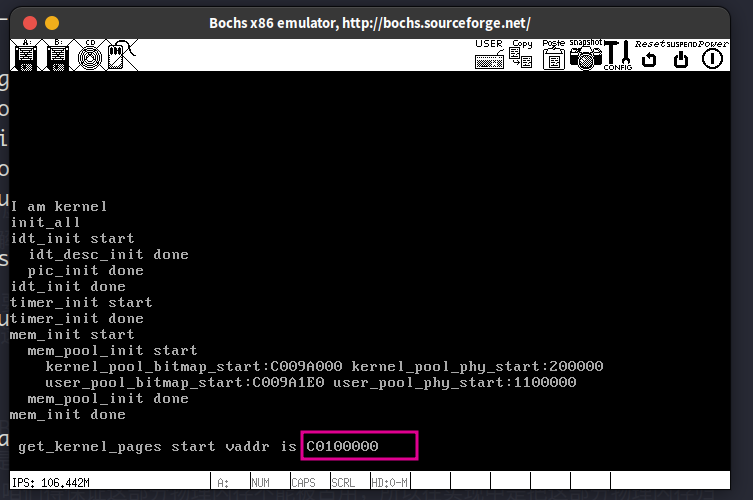 Bochs x86 emulator, http://bochs.sourceforge.net/
A: B: CD USER Copy Paste snapshot CONFIG Reset SUSPEND Power
I am kernel
init_all
idt_init start
idt_desc_init done
pic_init done
idt_init done
timer_init start
timer_init done
mem_init start
mem_pool_init start
kernel_pool_bitmap_start:C009A000 kernel_pool_phy_start:200000
user_pool_bitmap_start:C009A1E0 user_pool_phy_start:1100000
mem_pool_init done
mem_init done
get_kernel_pages start vaddr is C0100000
IPS: 106.442M A: NUM CAPS SCRL HD:0-M